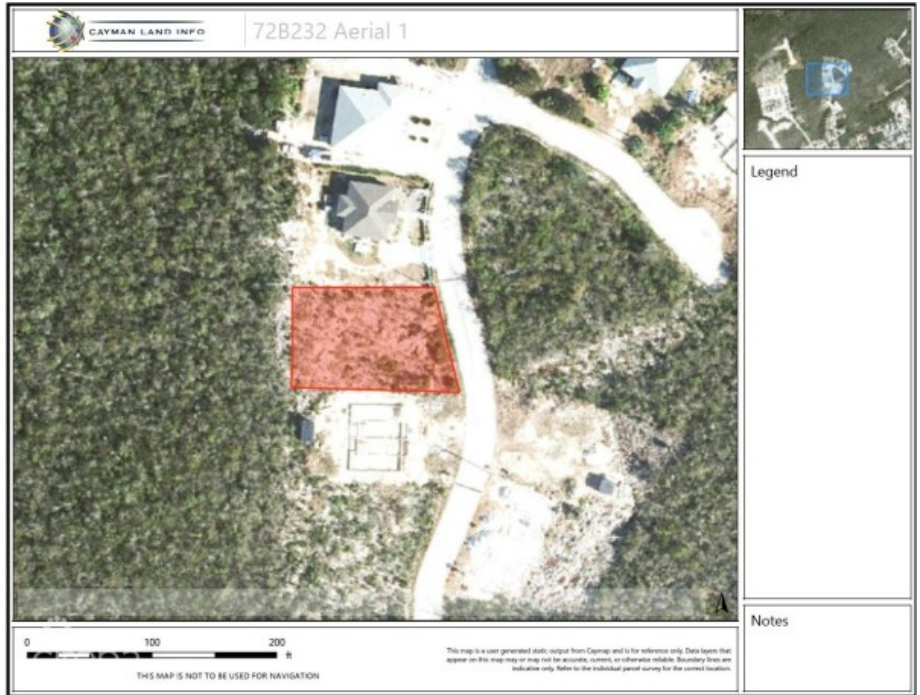 CAYMAN LAND INFO
72B232 Aerial 1
Legend
Notes
0 100 200
ft
THIS MAP IS NOT TO BE USED FOR NAVIGATION
This map is a user generated static output from Caymap and is for reference only. Data layers that
appear on this map may or may not be accurate, current, or otherwise reliable. Boundary lines are
indicative only. Refer to the individual parcel survey for the correct location.